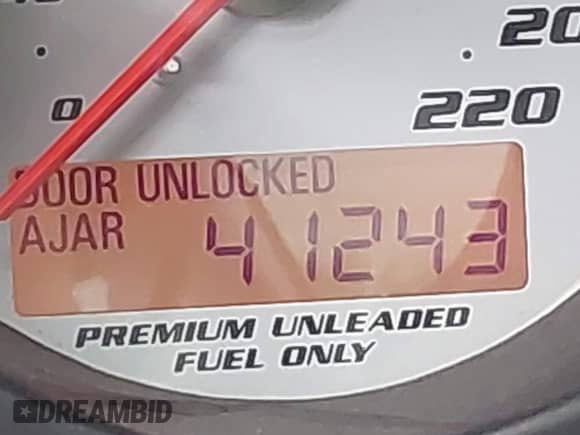 20
0
220
DOOR UNLOCKED
AJAR 41243
PREMIUM UNLEADED
FUEL ONLY
DREAMBID